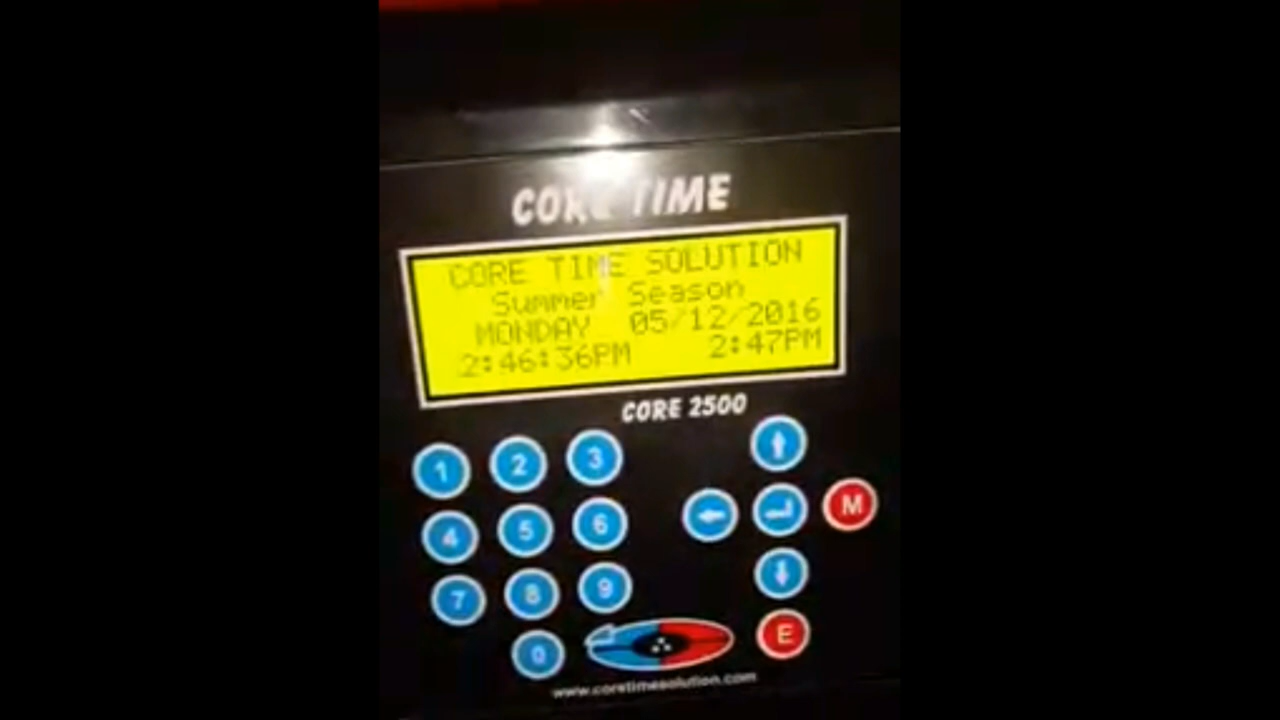 CORE TIME
CORE TIME SOLUTION
Summer Season
MONDAY 05/12/2016
2:46:36PM 2:47PM
CORE 2500
1 2 3
4 5 6 M
7 8 9
0 E
www.coretimesolution.com